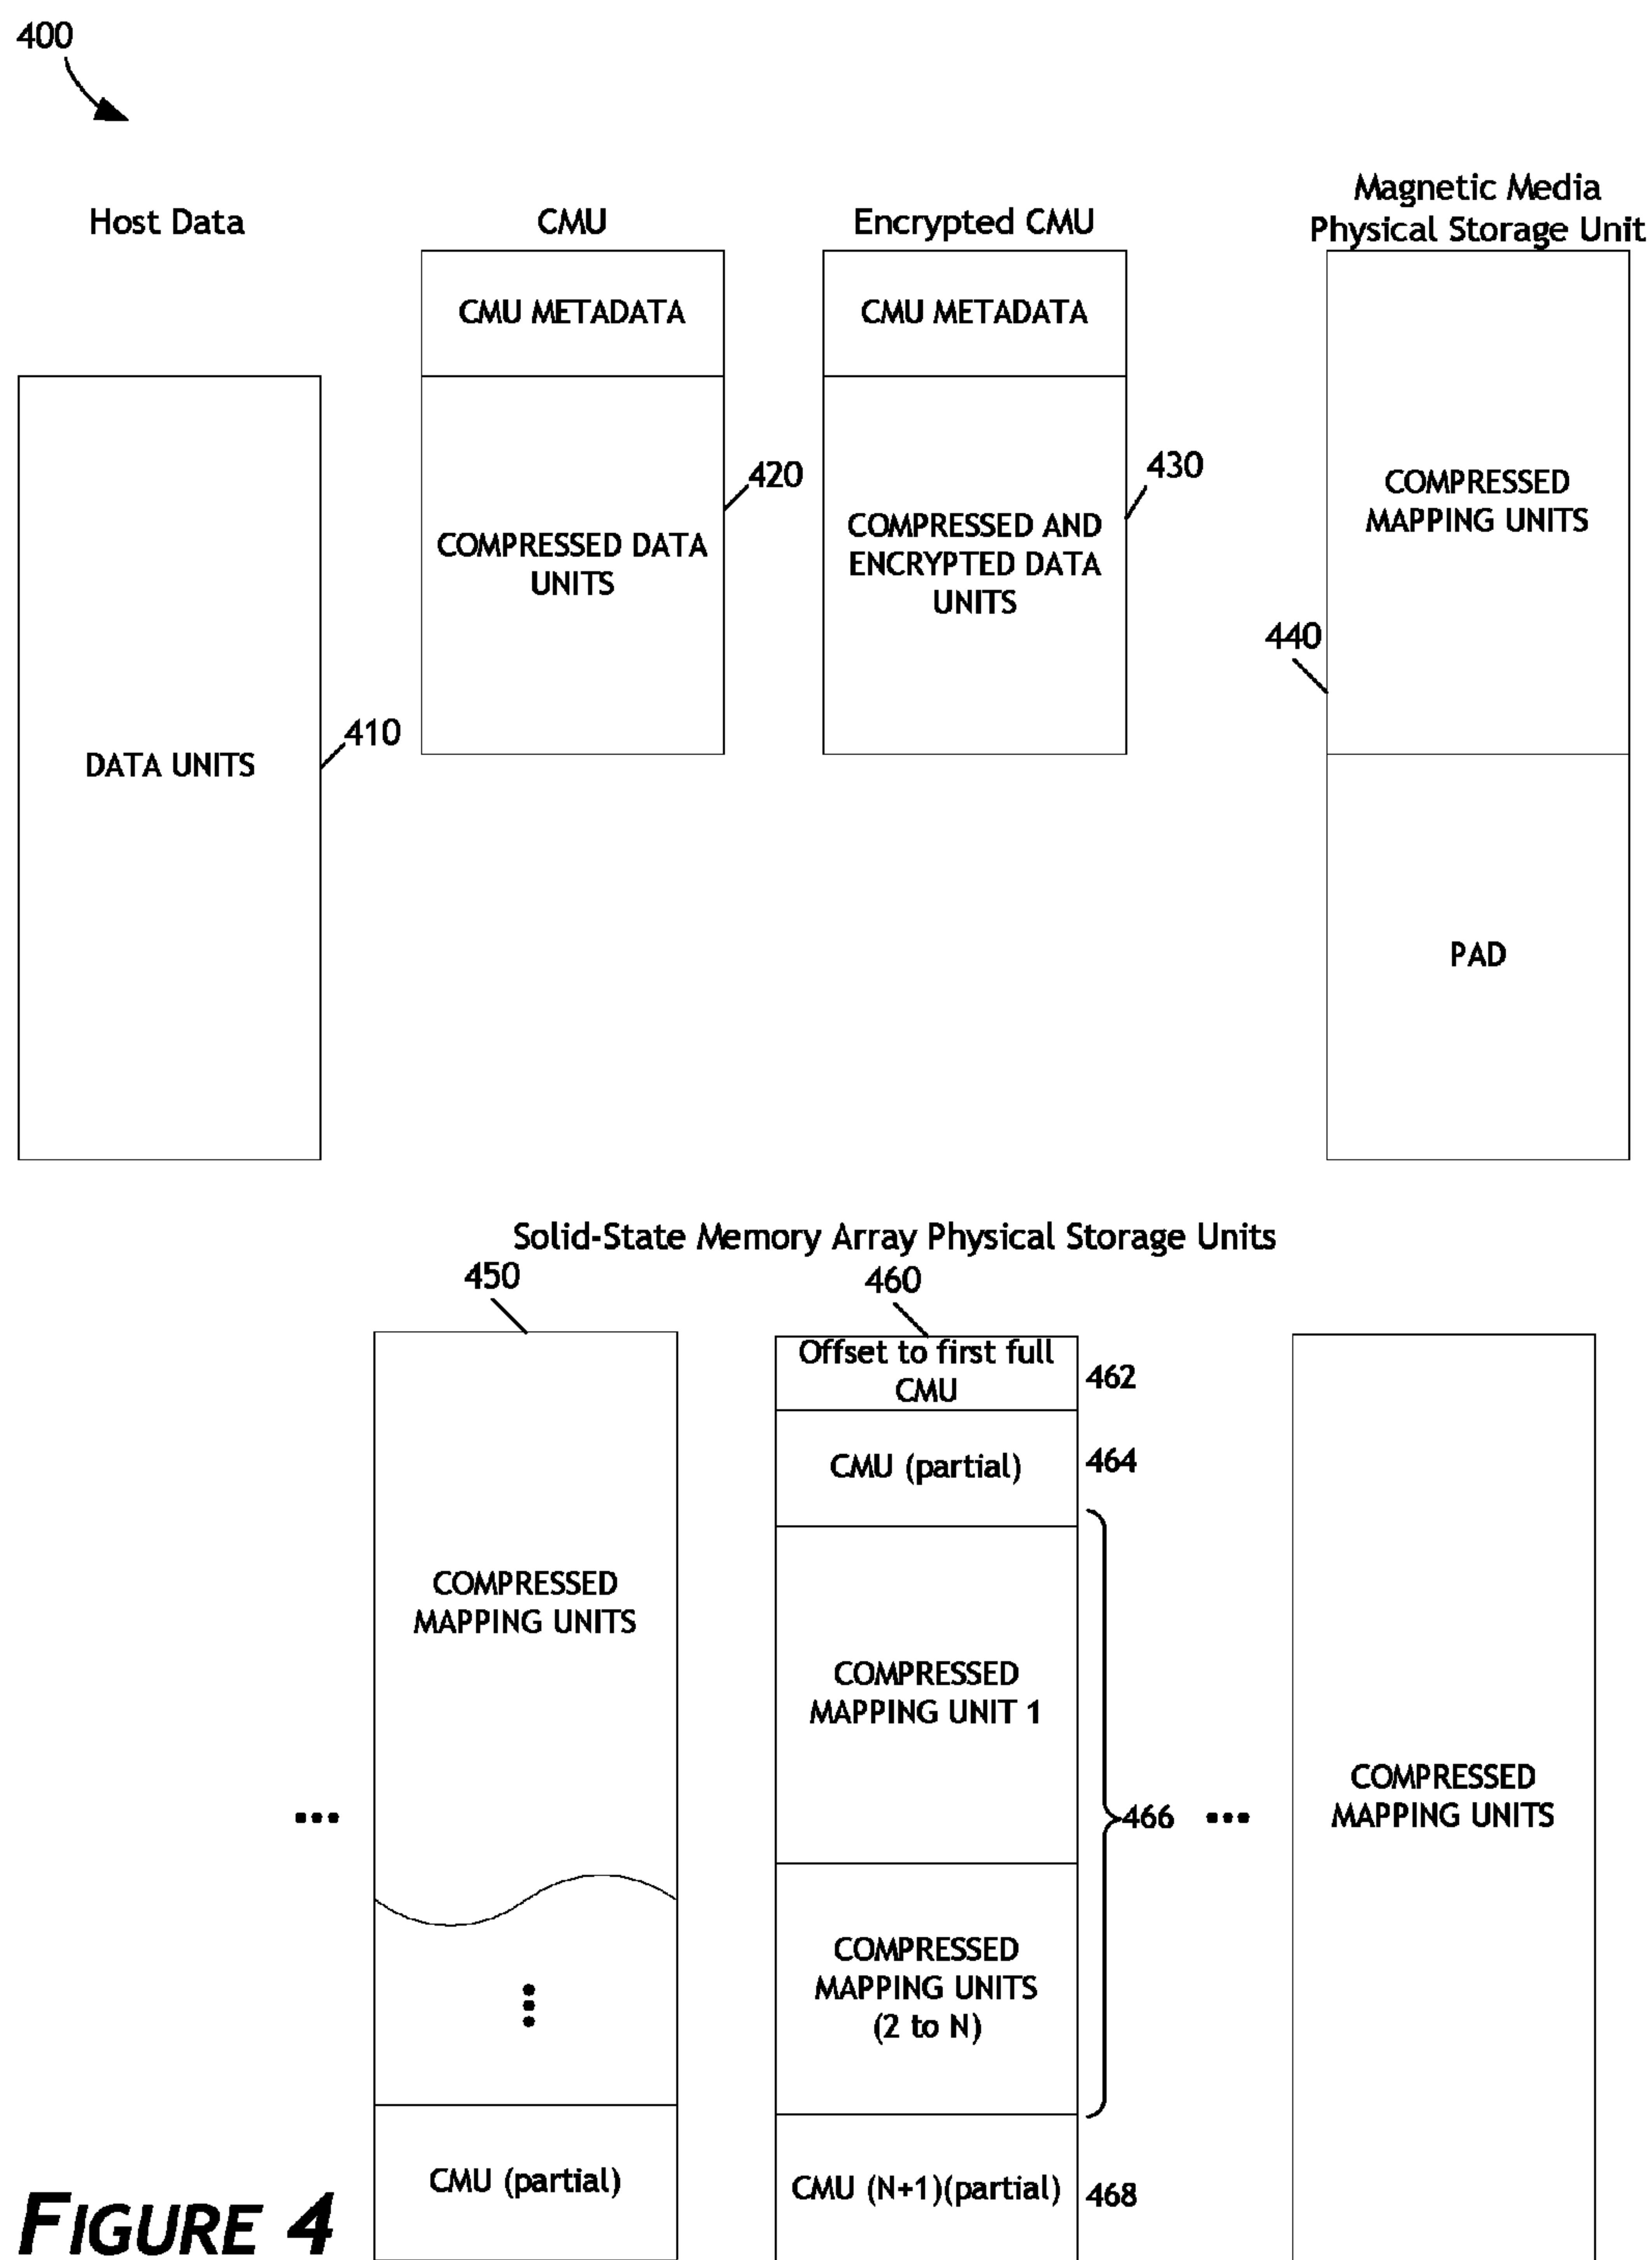 400
Host Data
CMU
Encrypted CMU
Magnetic Media
Physical Storage Unit
CMU METADATA
CMU METADATA
DATA UNITS
410
COMPRESSED DATA
UNITS
420
COMPRESSED AND
ENCRYPTED DATA
UNITS
430
COMPRESSED
MAPPING UNITS
440
PAD
Solid-State Memory Array Physical Storage Units
450
460
COMPRESSED
MAPPING UNITS
CMU (partial)
Offset to first full
CMU
462
CMU (partial)
464
COMPRESSED
MAPPING UNIT 1
COMPRESSED
MAPPING UNITS
(2 to N)
466
CMU (N+1)(partial)
468
COMPRESSED
MAPPING UNITS
FIGURE 4